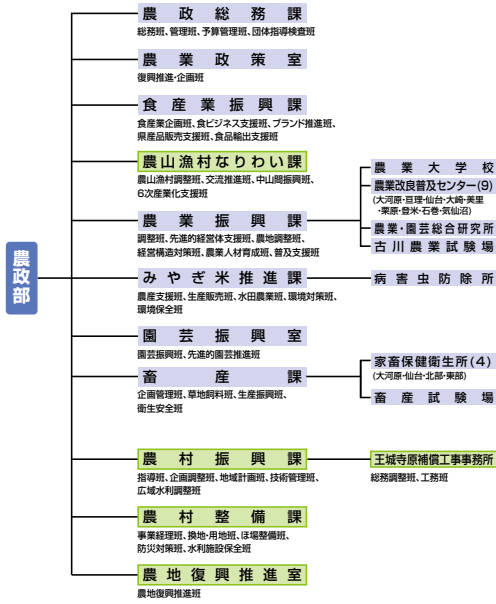 農政部
農政総務課
総務班、管理班、予算管理班、団体指導検査班
農業政策室
復興推進・企画班
食産業振興課
食産業企画班、食ビジネス支援班、ブランド推進班、
県産品販売支援班、食品輸出支援班
農山漁村なりわい課
農山漁村調整班、交流推進班、中山間振興班、
6次産業化支援班
農業振興課
調整班、先進的経営体支援班、農地調整班、
経営構造対策班、農業人材育成班、普及支援班
農業大学校
農業改良普及センター(9)
(大河原・亘理・仙台・大崎・美里
・栗原・登米・石巻・気仙沼)
農業・園芸総合研究所
古川農業試験場
みやぎ米推進課
農産支援班、生産販売班、水田農業班、環境対策班、
環境保全班
病害虫防除所
園芸振興室
園芸振興班、先進的園芸推進班
畜産課
企画管理班、草地飼料班、生産振興班、
衛生安全班
家畜保健衛生所(4)
(大河原・仙台・北部・東部)
畜産試験場
農村振興課
指導班、企画調整班、地域計画班、技術管理班、
広域水利調整班
王城寺原補償工事事務所
総務調整班、工務班
農村整備課
事業経理班、換地・用地班、ほ場整備班、
防災対策班、水利施設保全班
農地復興推進室
農地復興推進班